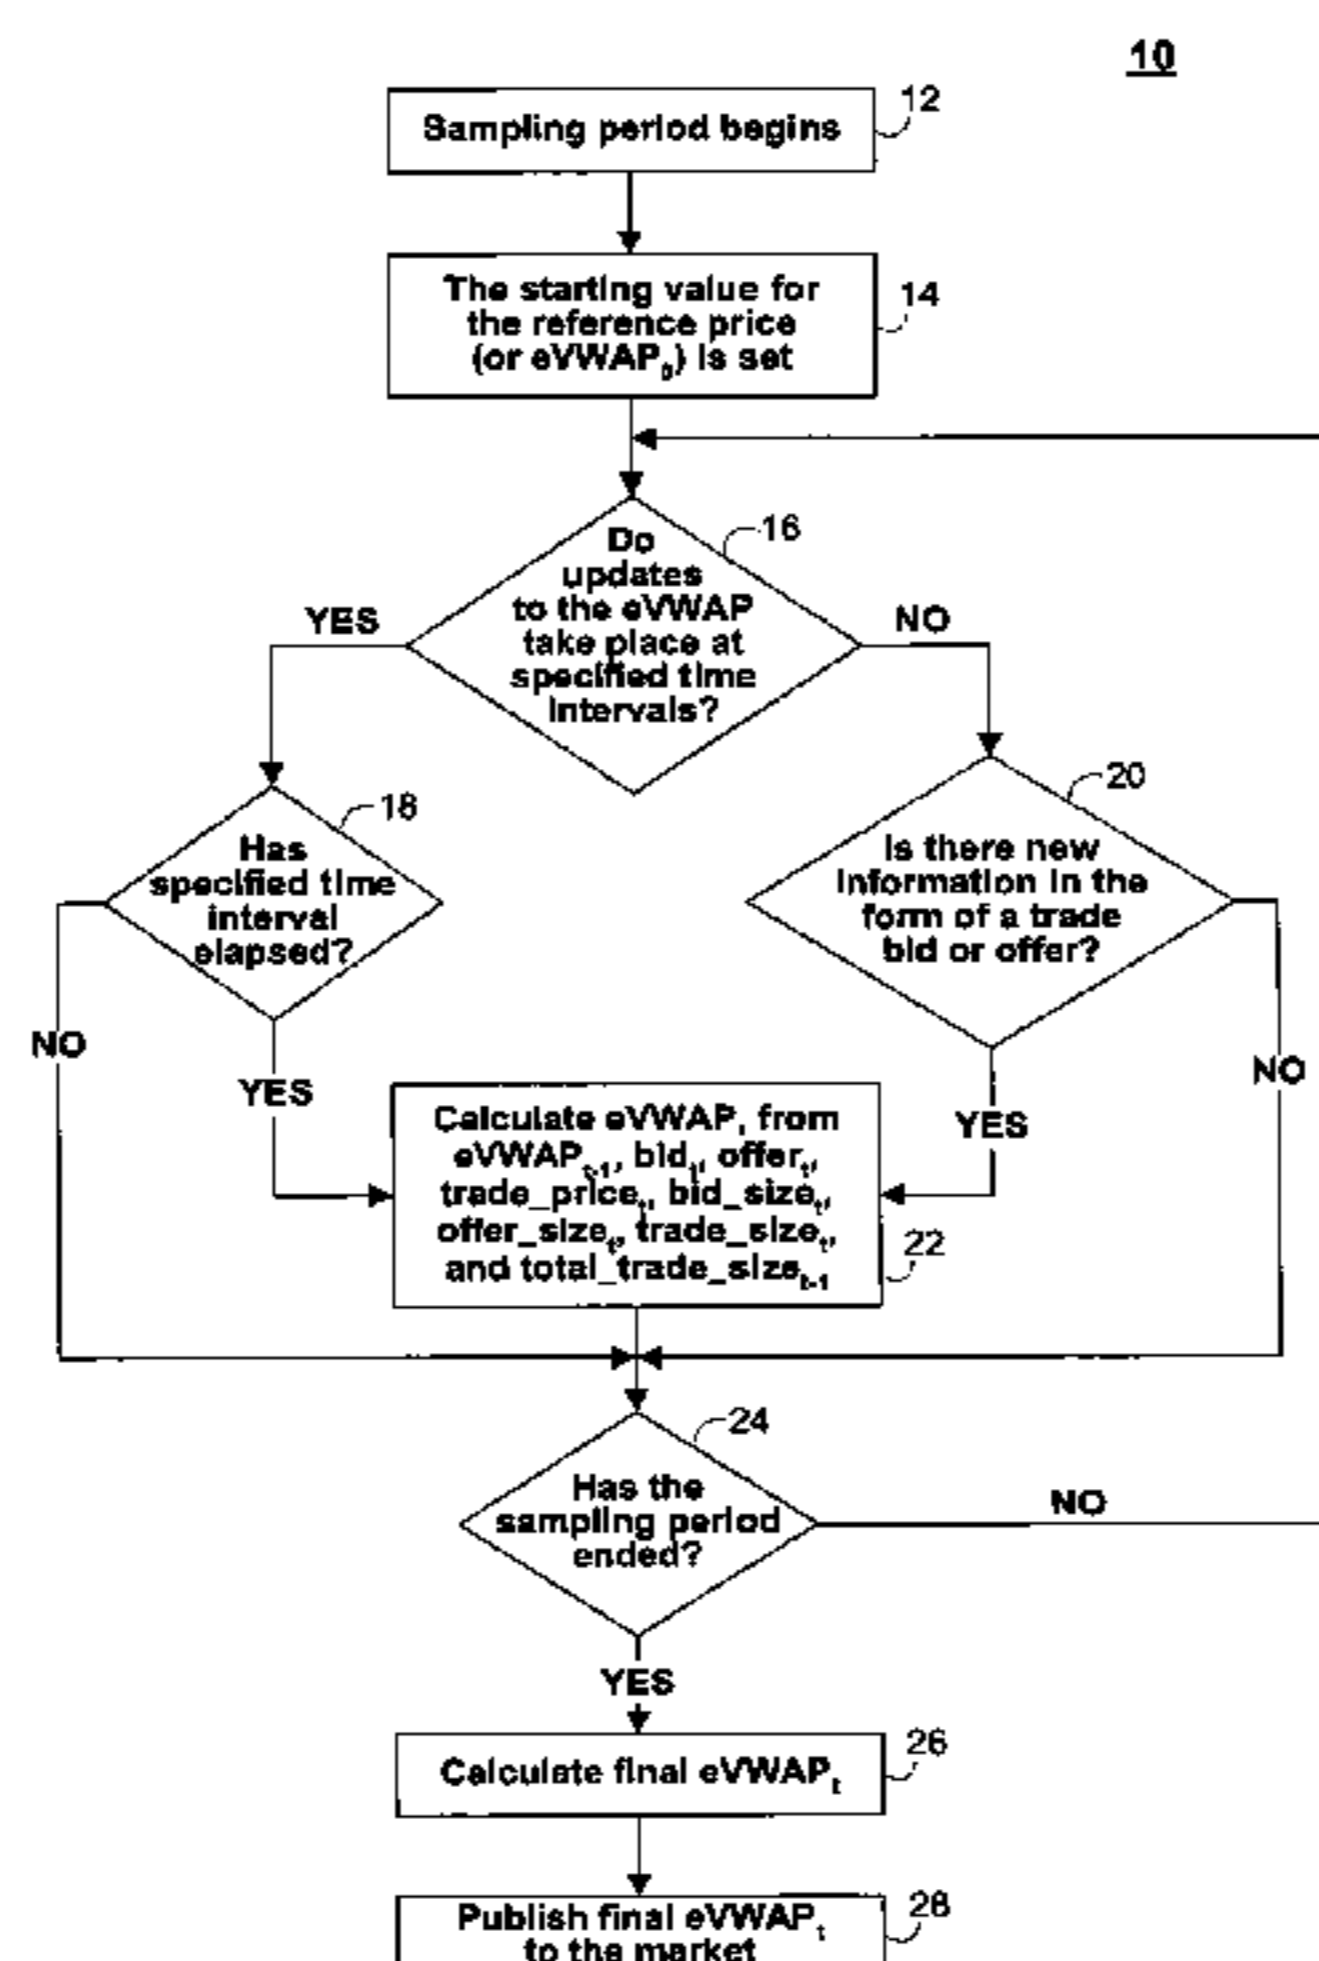 10
12
Sampling period begins
14
The starting value for
the reference price
(or eVWAP₀) is set
16
Do
updates
to the eVWAP
take place at
specified time
intervals?
YES
NO
18
Has
specified time
interval
elapsed?
20
Is there new
information in the
form of a trade
bid or offer?
NO
YES
YES
NO
22
Calculate eVWAPₜ from
eVWAPₜ₋₁, bidₜ, offerₜ,
trade_priceₜ, bid_sizeₜ,
offer_sizeₜ, trade_sizeₜ,
and total_trade_sizeₜ₋₁
24
Has the
sampling period
ended?
NO
YES
26
Calculate final eVWAPₜ
28
Publish final eVWAPₜ
to the market